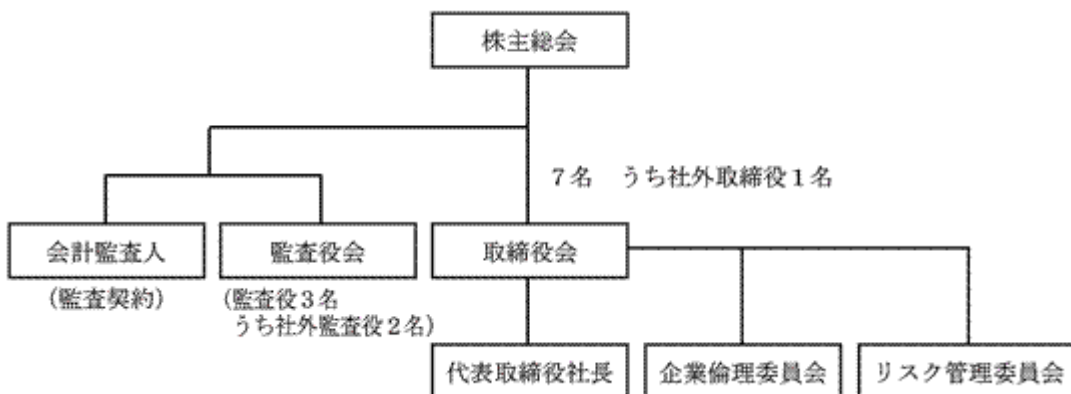 株主総会
7名 うち社外取締役1名
会計監査人
監査役会
取締役会
(監査契約)
(監査役3名
うち社外監査役2名)
代表取締役社長
企業倫理委員会
リスク管理委員会